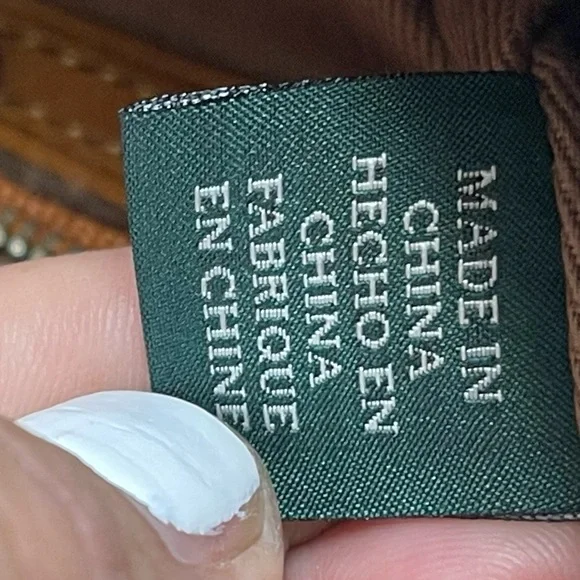 MADE IN
CHINA
HECHO EN
CHINA
FABRIQUE
EN CHINE